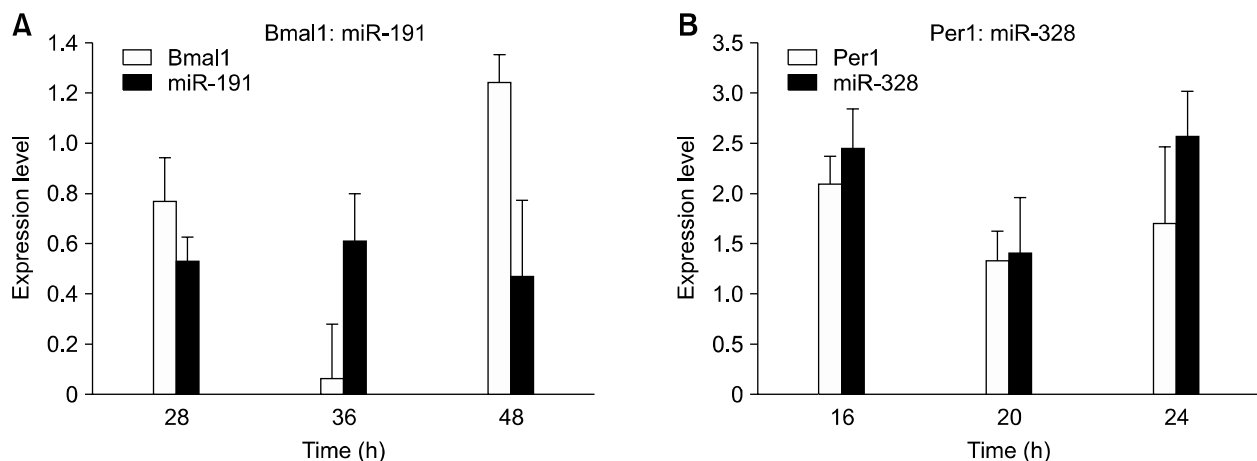 A
Bmal1: miR-191
Bmal1
miR-191
Expression level
1.4
1.2
1.0
0.8
0.6
0.4
0.2
0
28
36
48
Time (h)
B
Per1: miR-328
Per1
miR-328
Expression level
3.5
3.0
2.5
2.0
1.5
1.0
0.5
0
16
20
24
Time (h)